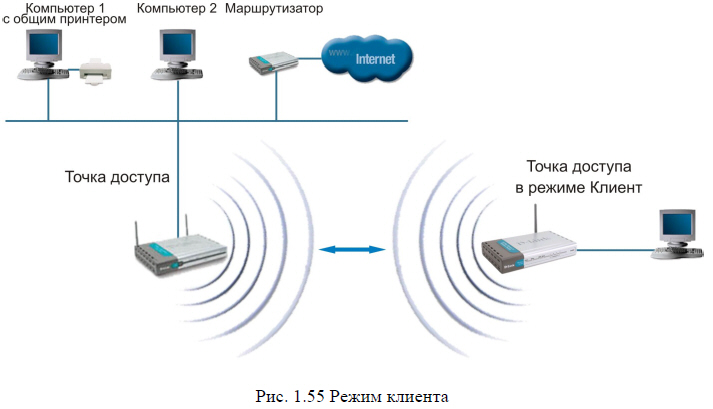 Компьютер 1
с общим принтером
Компьютер 2
Маршрутизатор
www.
Internet
Точка доступа
Точка доступа
в режиме Клиент
D-Link
Рис. 1.55 Режим клиента